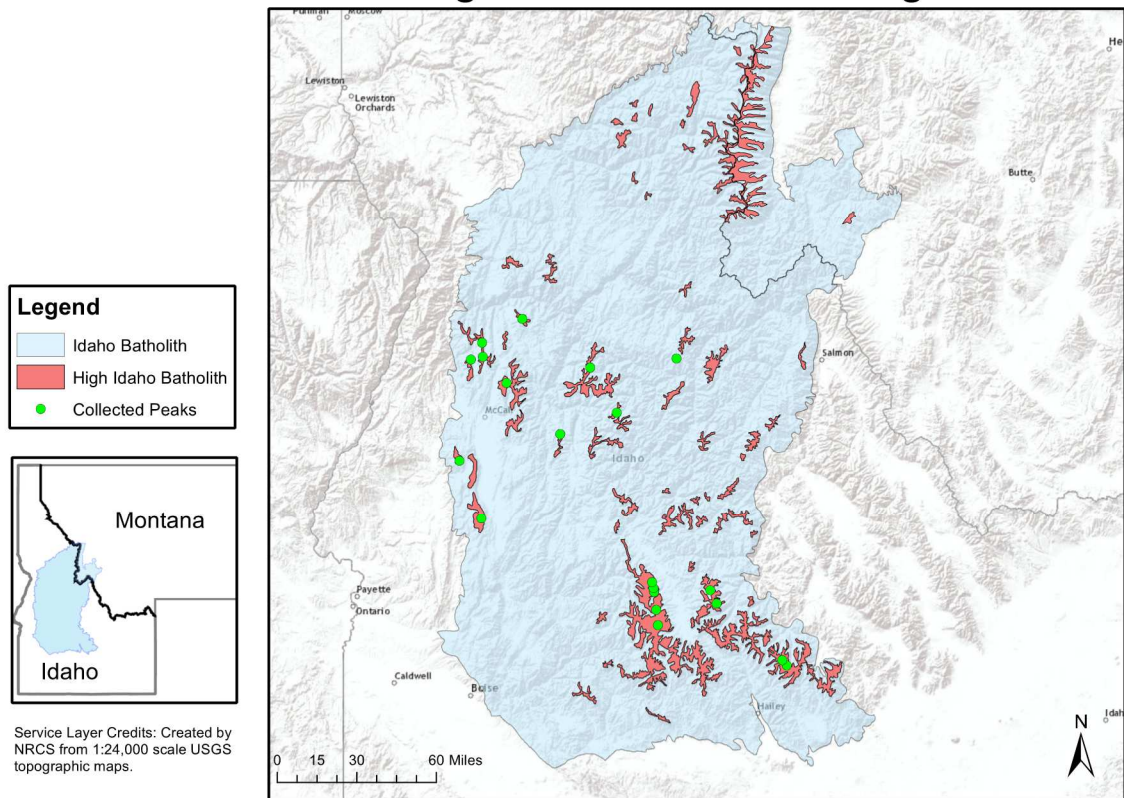 Moscow
Lewiston
Lewiston
Orchards
Butte
Salmon
McCall
Idaho
Payette
Ontario
Caldwell
Boise
Hailey
N
0 15 30 60 Miles
Legend
Idaho Batholith
High Idaho Batholith
Collected Peaks
Montana
Idaho
Service Layer Credits: Created by
NRCS from 1:24,000 scale USGS
topographic maps.